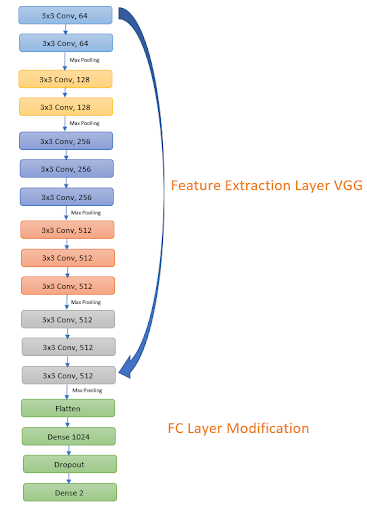 3x3 Conv, 64
3x3 Conv, 64
Max Pooling
3x3 Conv, 128
3x3 Conv, 128
Max Pooling
3x3 Conv, 256
3x3 Conv, 256
3x3 Conv, 256
Feature Extraction Layer VGG
Max Pooling
3x3 Conv, 512
3x3 Conv, 512
3x3 Conv, 512
Max Pooling
3x3 Conv, 512
3x3 Conv, 512
3x3 Conv, 512
Max Pooling
Flatten
FC Layer Modification
Dense 1024
Dropout
Dense 2